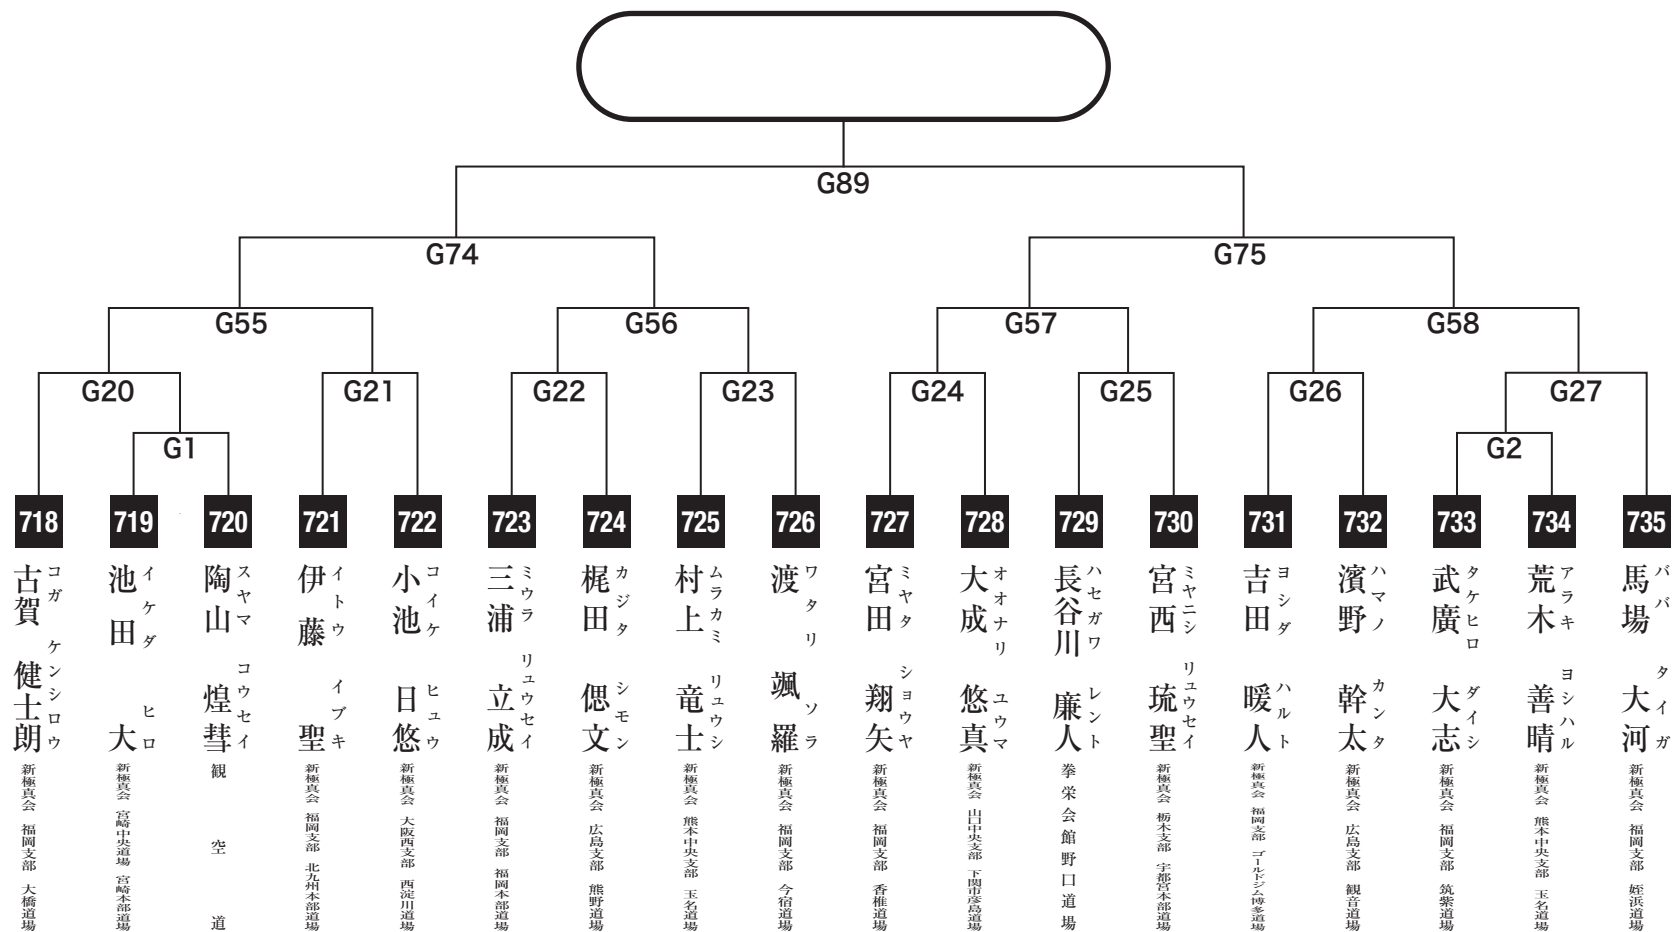 G89
G74
G75
G55
G56
G57
G58
G20
G21
G22
G23
G24
G25
G26
G27
G1
G2
718
古賀 健士朗
コガ ケンシロウ
新極真会 福岡支部 大橋道場
719
池田 大
イケダ ヒロ
新極真会 宮崎中央道場 宮崎本部道場
720
陶山 煌彗
スヤマ コウセイ
観空道
721
伊藤 聖
イトウ イブキ
新極真会 福岡支部 北九州本部道場
722
小池 日悠
コイケ ヒュウ
新極真会 大阪西支部 西淀川道場
723
三浦 立成
ミウラ リュウセイ
新極真会 福岡支部 福岡本部道場
724
梶田 偲文
カジタ シモン
新極真会 広島支部 熊野道場
725
村上 竜士
ムラカミ リュウシ
新極真会 熊本中央支部 玉名道場
726
渡 颯羅
ワタリ ソラ
新極真会 福岡支部 今宿道場
727
宮田 翔矢
ミヤタ ショウヤ
新極真会 福岡支部 香椎道場
728
大成 悠真
オオナリ ユウマ
新極真会 山口中央支部 下関市彦島道場
729
長谷川 廉人
ハセガワ レント
拳栄会館野口道場
730
宮西 琉聖
ミヤニシ リュウセイ
新極真会 栃木支部 宇都宮本部道場
731
吉田 暖人
ヨシダ ハルト
新極真会 福岡支部 ゴールドジム博多道場
732
濱野 幹太
ハマノ カンタ
新極真会 広島支部 観音道場
733
武廣 大志
タケヒロ ダイシ
新極真会 福岡支部 筑紫道場
734
荒木 善晴
アラキ ヨシハル
新極真会 熊本中央支部 玉名道場
735
馬場 大河
ババ タイガ
新極真会 福岡支部 姪浜道場